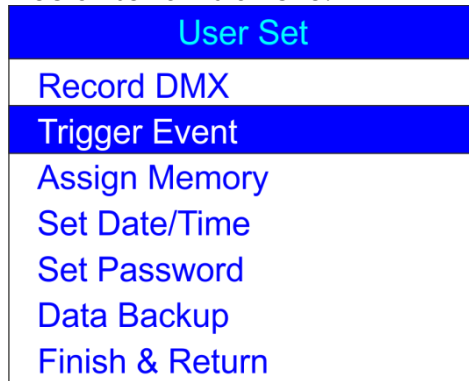 User Set
Record DMX
Trigger Event
Assign Memory
Set Date/Time
Set Password
Data Backup
Finish & Return